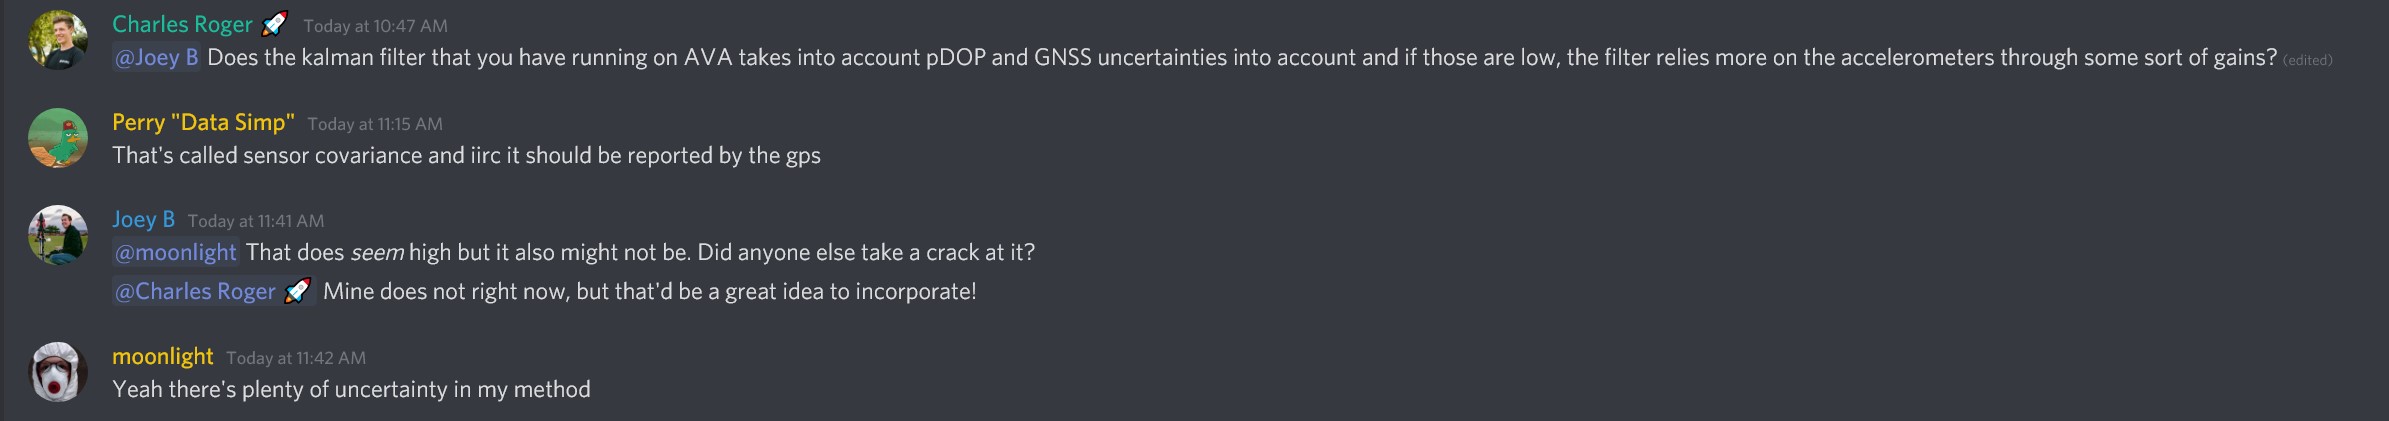 Charles Roger 🚀 Today at 10:47 AM
@Joey B Does the kalman filter that you have running on AVA takes into account pDOP and GNSS uncertainties into account and if those are low, the filter relies more on the accelerometers through some sort of gains? (edited)
Perry "Data Simp" Today at 11:15 AM
That's called sensor covariance and iirc it should be reported by the gps
Joey B Today at 11:41 AM
@moonlight That does seem high but it also might not be. Did anyone else take a crack at it?
@Charles Roger 🚀 Mine does not right now, but that'd be a great idea to incorporate!
moonlight Today at 11:42 AM
Yeah there's plenty of uncertainty in my method